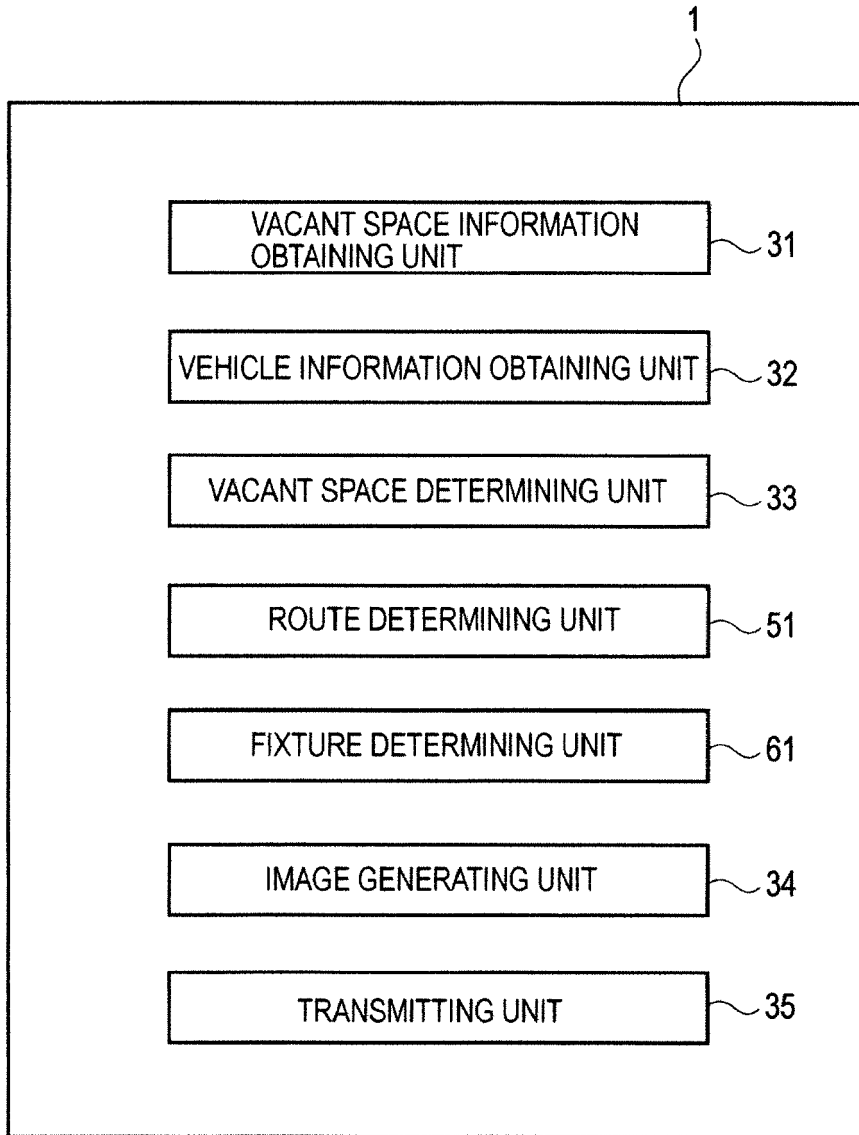 1
VACANT SPACE INFORMATION
OBTAINING UNIT
31
VEHICLE INFORMATION OBTAINING UNIT
32
VACANT SPACE DETERMINING UNIT
33
ROUTE DETERMINING UNIT
51
FIXTURE DETERMINING UNIT
61
IMAGE GENERATING UNIT
34
TRANSMITTING UNIT
35